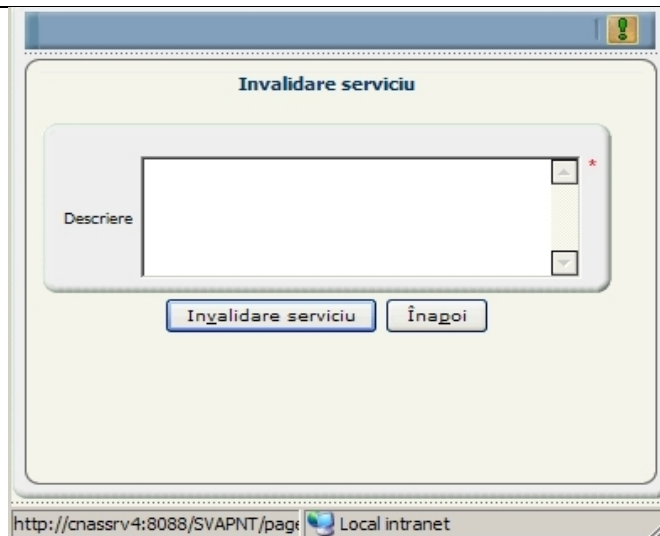 Invalidare serviciu
Descriere *
Invalidare serviciu Înapoi
http://cnassrv4:8088/SVAPNT/page Local intranet